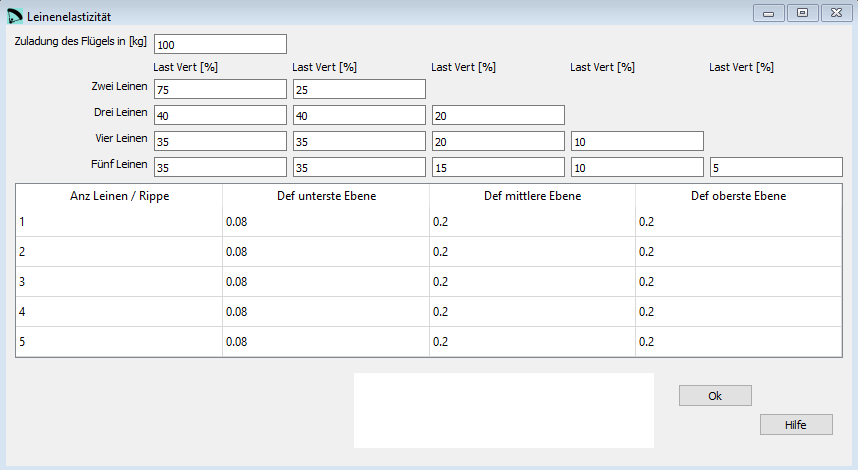 Leinenelastizität
Zuladung des Flügels in [kg] 100
Last Vert [%] Last Vert [%] Last Vert [%] Last Vert [%] Last Vert [%]
Zwei Leinen 75 25
Drei Leinen 40 40 20
Vier Leinen 35 35 20 10
Fünf Leinen 35 35 15 10 5
Anz Leinen / Rippe Def unterste Ebene Def mittlere Ebene Def oberste Ebene
1 0.08 0.2 0.2
2 0.08 0.2 0.2
3 0.08 0.2 0.2
4 0.08 0.2 0.2
5 0.08 0.2 0.2
Ok
Hilfe